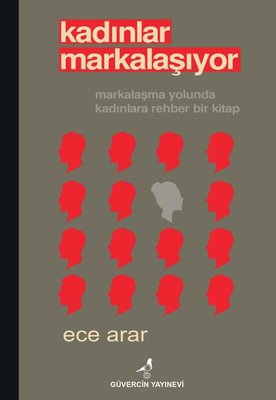 kadınlar
markalaşıyor
markalaşma yolunda
kadınlara rehber bir kitap
ece arar
GÜVERCİN YAYINEVİ